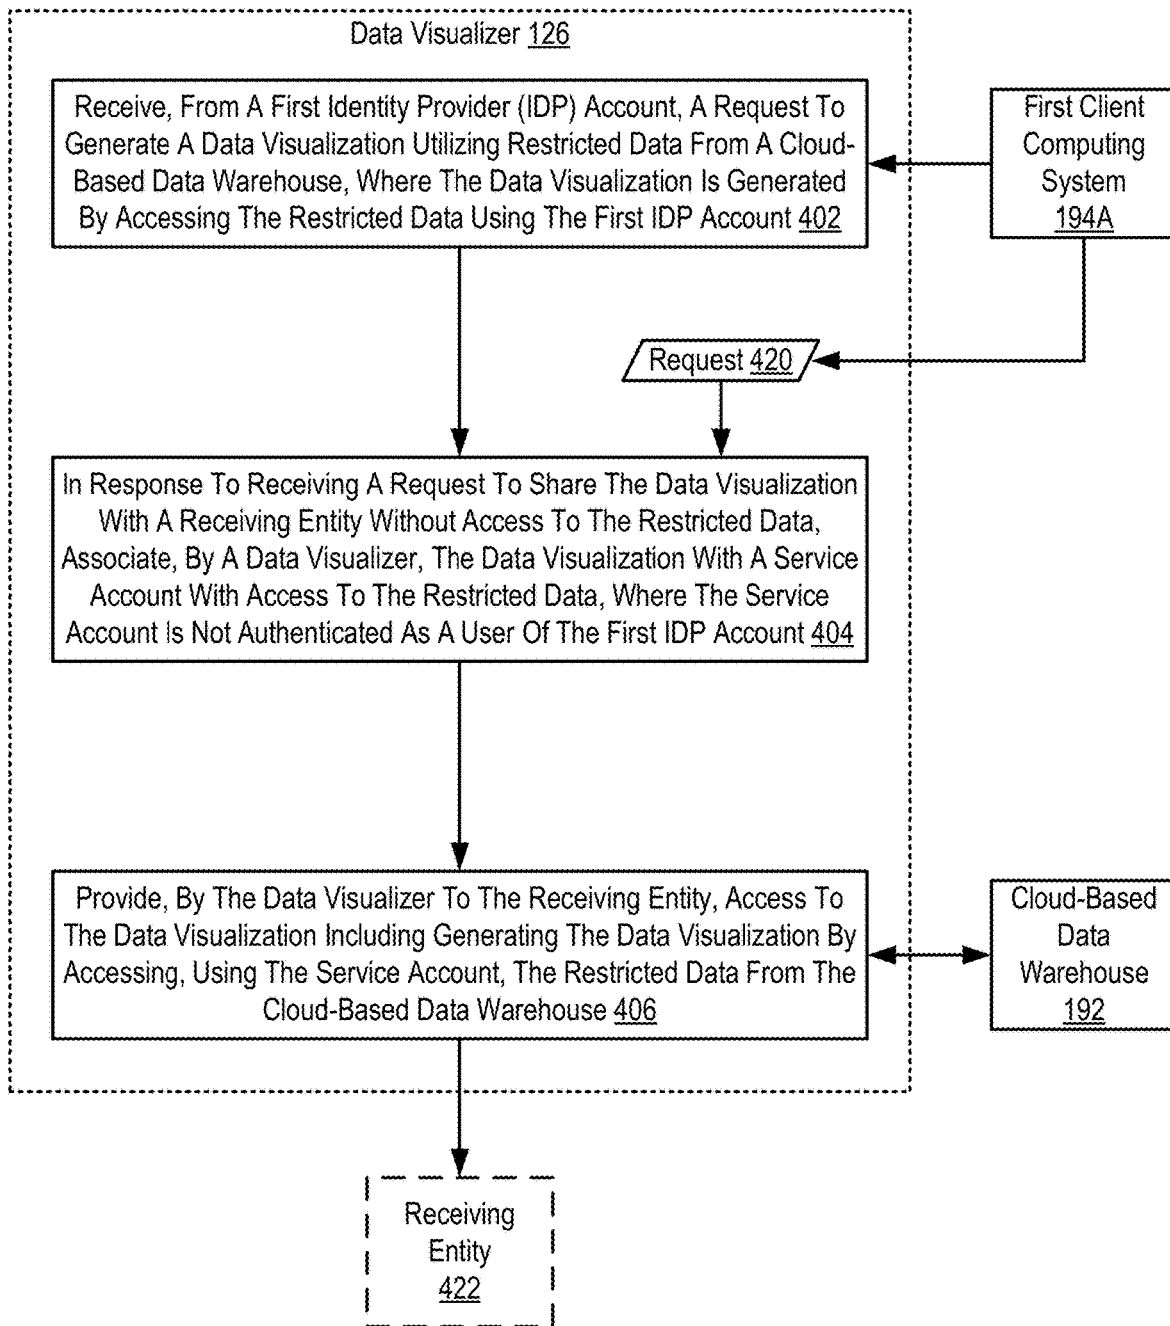 Data Visualizer 126
Receive, From A First Identity Provider (IDP) Account, A Request To
Generate A Data Visualization Utilizing Restricted Data From A Cloud-
Based Data Warehouse, Where The Data Visualization Is Generated
By Accessing The Restricted Data Using The First IDP Account 402
First Client
Computing
System
194A
Request 420
In Response To Receiving A Request To Share The Data Visualization
With A Receiving Entity Without Access To The Restricted Data,
Associate, By A Data Visualizer, The Data Visualization With A Service
Account With Access To The Restricted Data, Where The Service
Account Is Not Authenticated As A User Of The First IDP Account 404
Provide, By The Data Visualizer To The Receiving Entity, Access To
The Data Visualization Including Generating The Data Visualization By
Accessing, Using The Service Account, The Restricted Data From The
Cloud-Based Data Warehouse 406
Cloud-Based
Data
Warehouse
192
Receiving
Entity
422